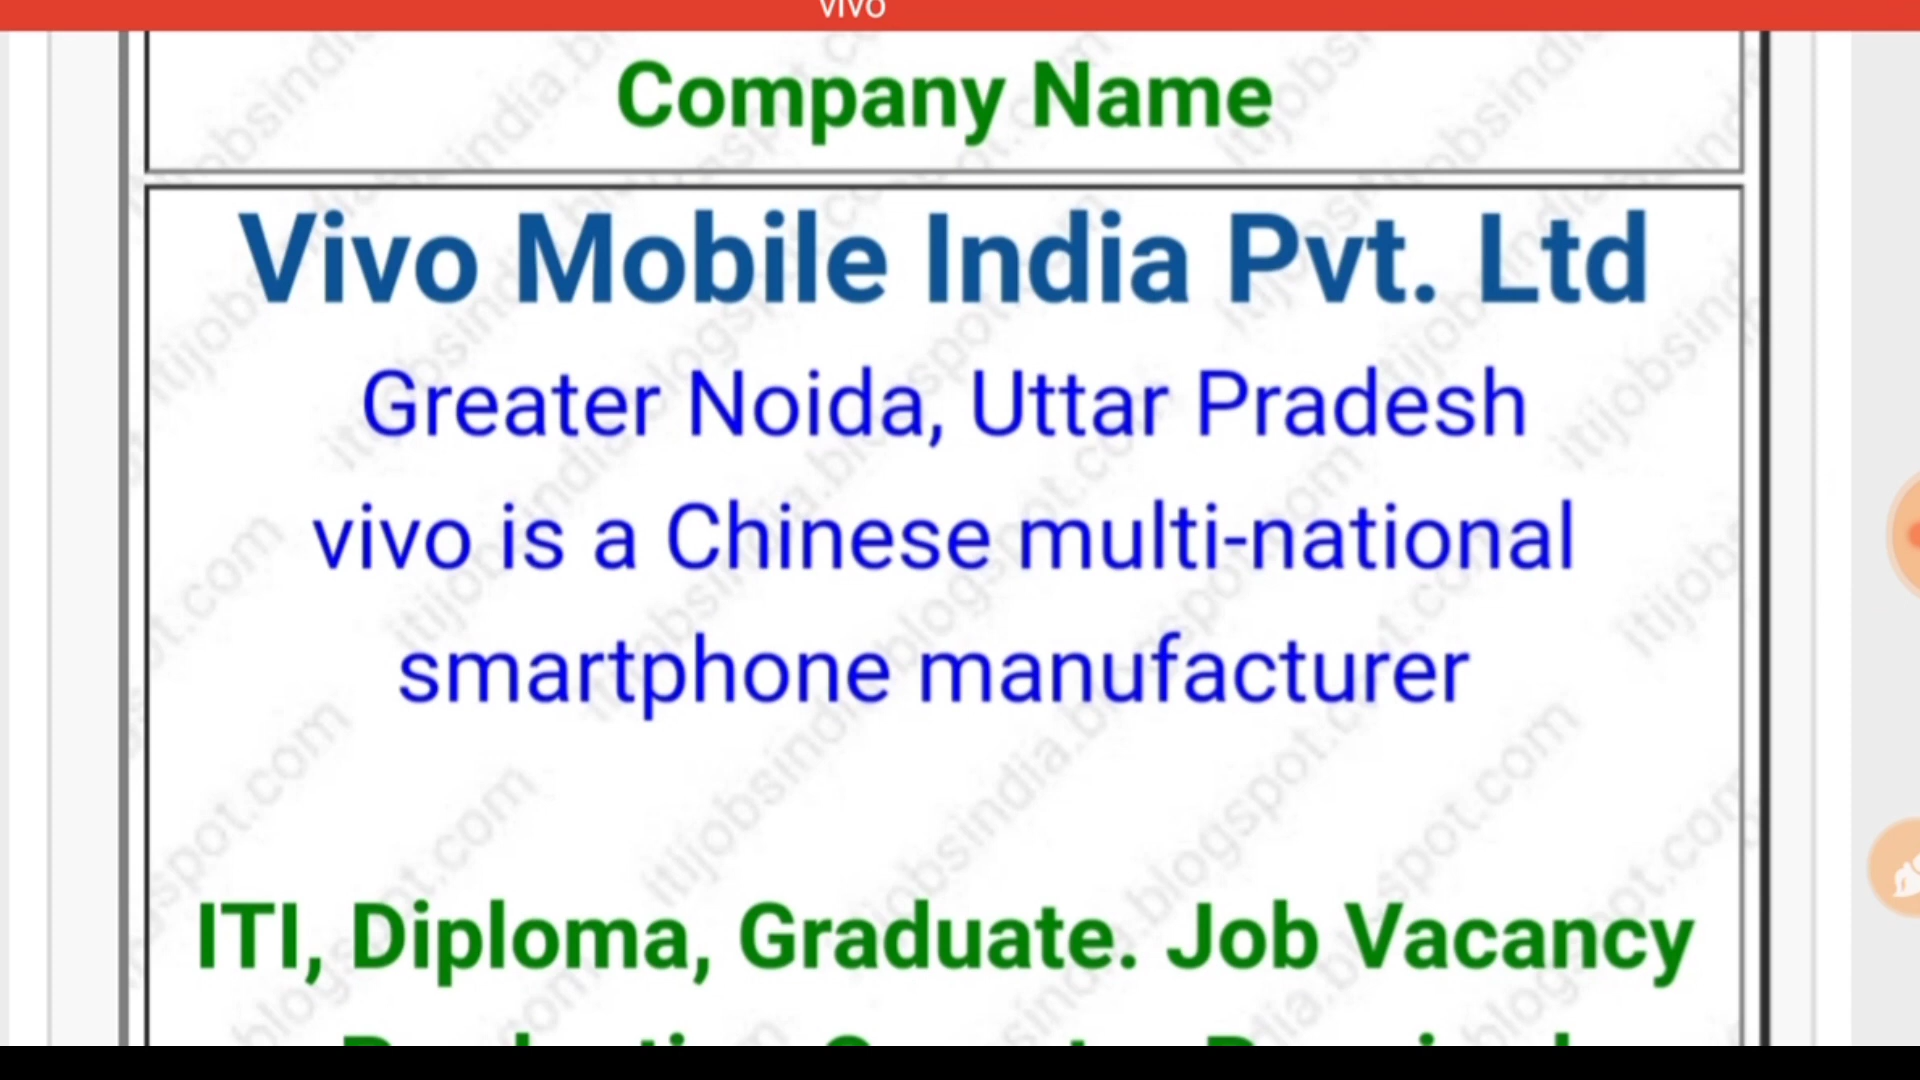 vivo
Company Name
Vivo Mobile India Pvt. Ltd
Greater Noida, Uttar Pradesh
vivo is a Chinese multi-national
smartphone manufacturer
ITI, Diploma, Graduate. Job Vacancy